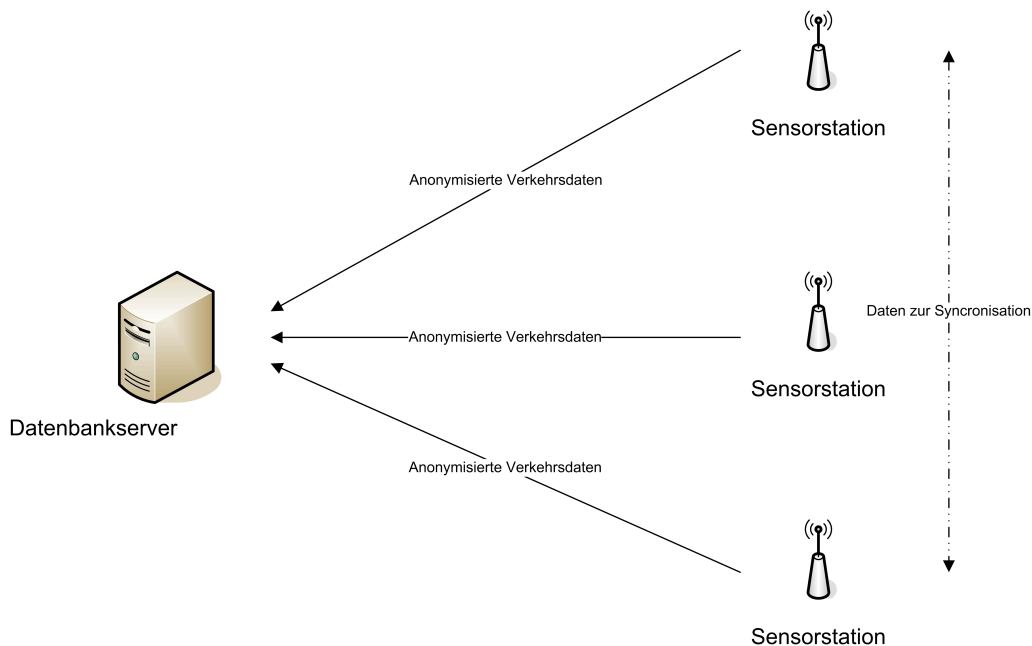 Sensorstation
Anonymisierte Verkehrsdaten
Daten zur Syncronisation
Anonymisierte Verkehrsdaten
Sensorstation
Datenbankserver
Anonymisierte Verkehrsdaten
Sensorstation